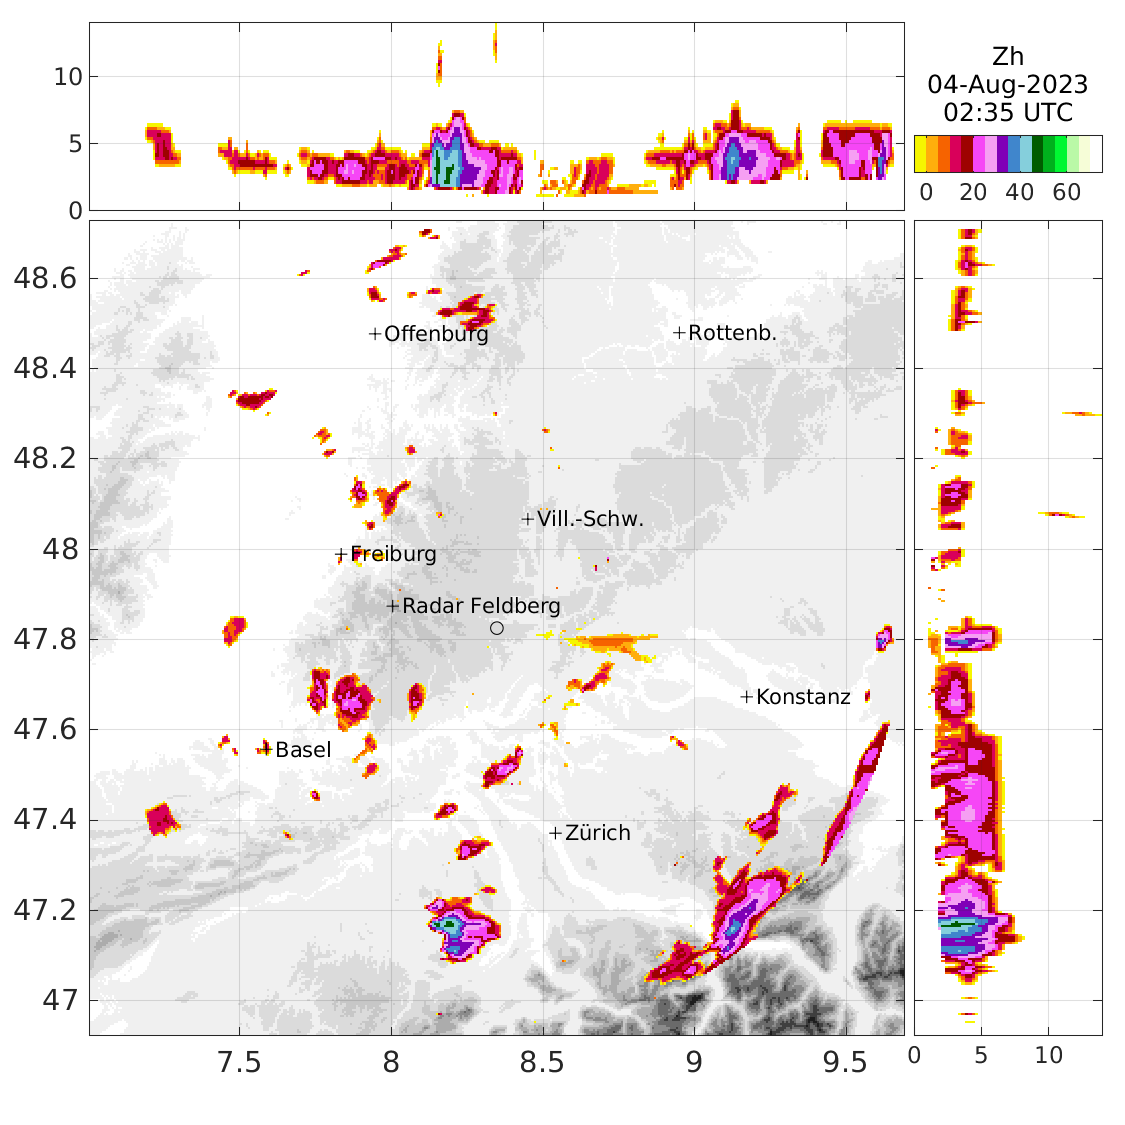 10
5
0
Zh
04-Aug-2023
02:35 UTC
0 20 40 60
48.6
48.4
48.2
48
47.8
47.6
47.4
47.2
47
Offenburg
Rottenb.
Vill.-Schw.
Freiburg
Radar Feldberg
Konstanz
Basel
Zürich
7.5 8 8.5 9 9.5
0 5 10